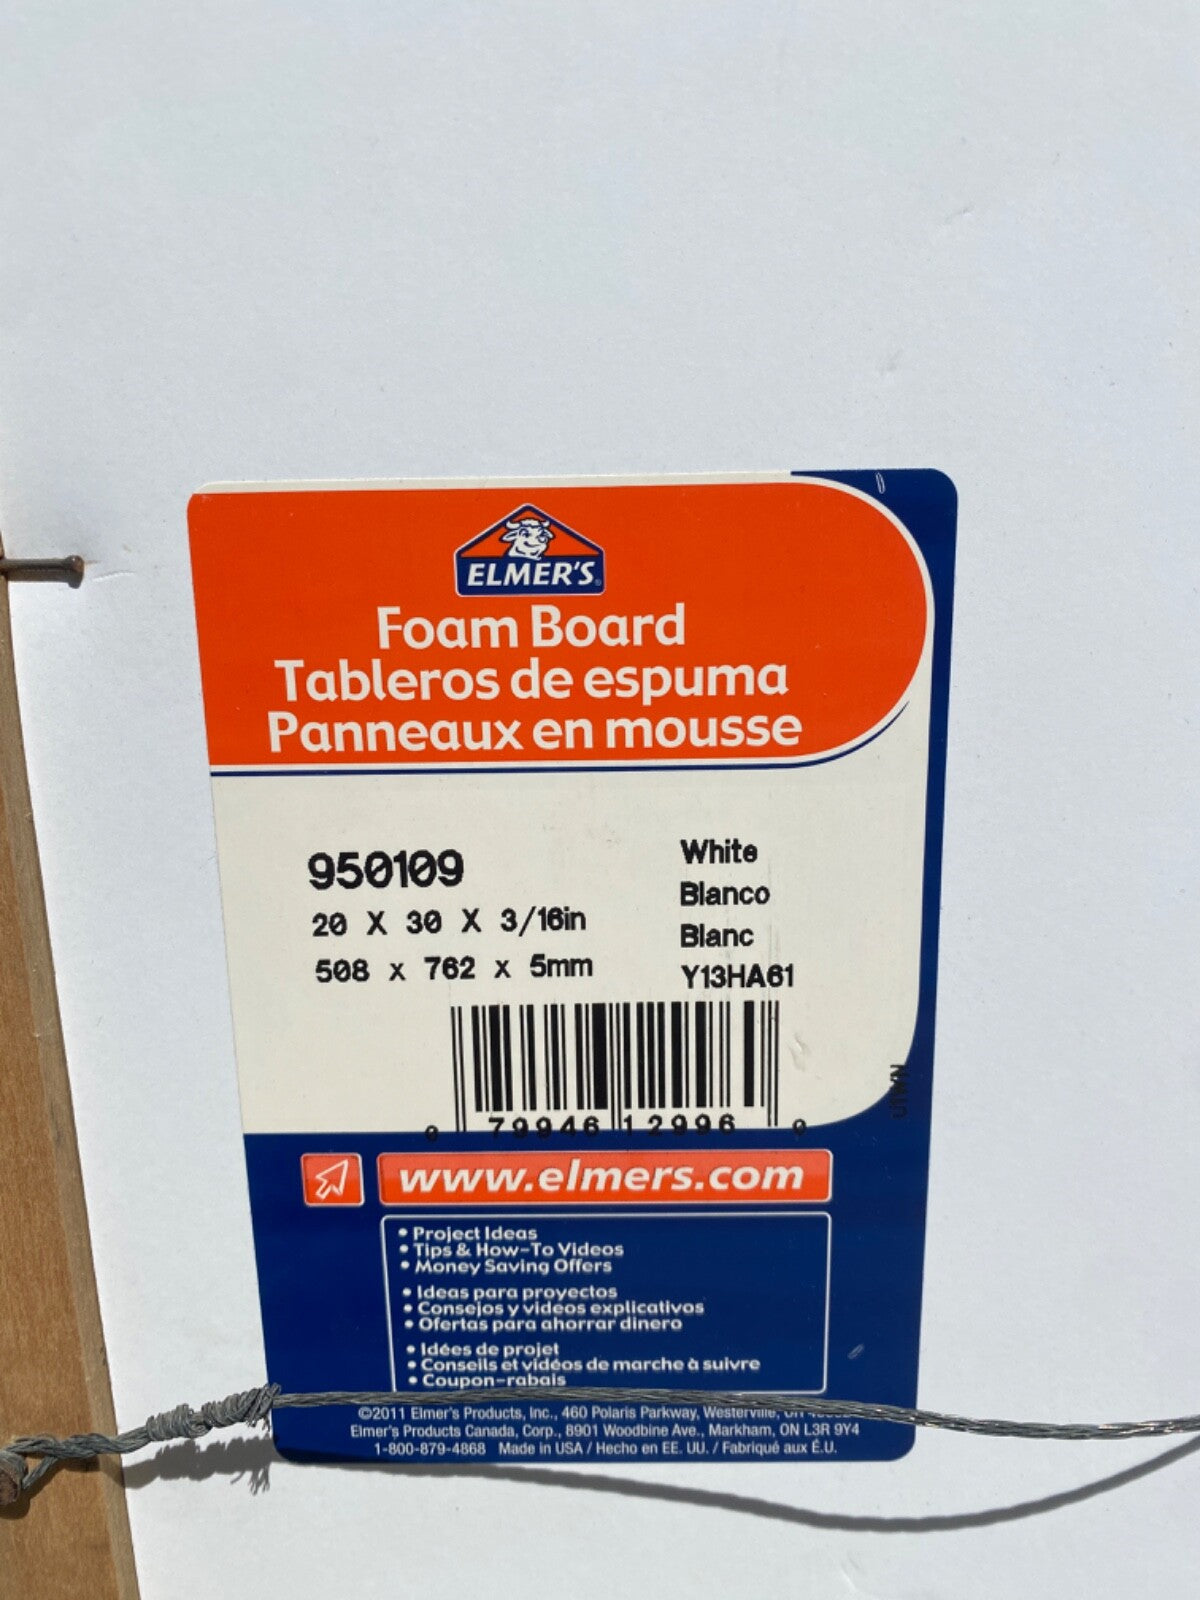 ELMER'S®
Foam Board
Tableros de espuma
Panneaux en mousse
950109
20 X 30 X 3/16in
508 x 762 x 5mm
White
Blanco
Blanc
Y13HA61
0 79946 12996 0
www.elmers.com
• Project Ideas
• Tips & How-To Videos
• Money Saving Offers
• Ideas para proyectos
• Consejos y videos explicativos
• Ofertas para ahorrar dinero
• Idées de projet
• Conseils et vidéos de marche à suivre
• Coupon-rabais
©2011 Elmer's Products, Inc., 460 Polaris Parkway, Westerville, OH
Elmer's Products Canada, Corp., 8901 Woodbine Ave., Markham, ON L3R 9Y4
1-800-879-4868 Made in USA / Hecho en EE. UU. / Fabriqué aux É.U.